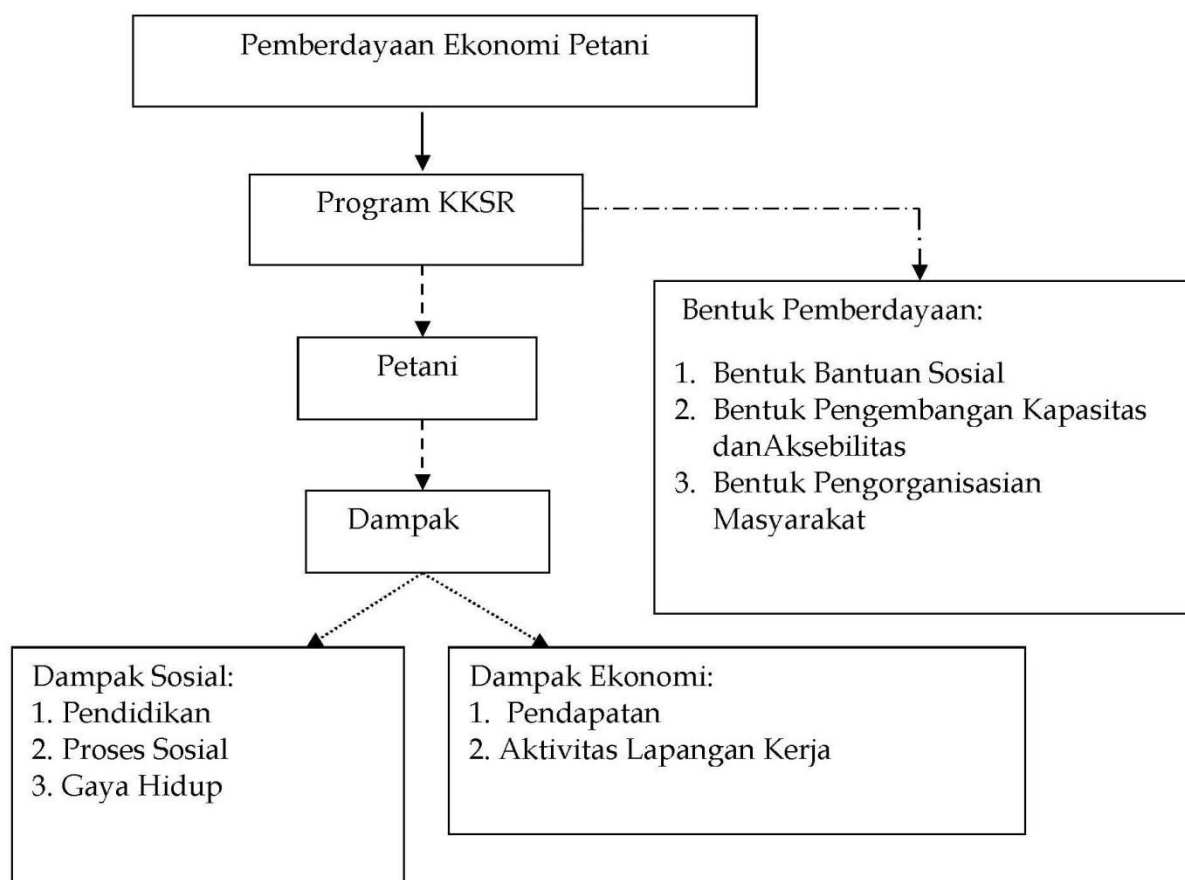 Pemberdayaan Ekonomi Petani
Program KKSR
Bentuk Pemberdayaan:
1. Bentuk Bantuan Sosial
2. Bentuk Pengembangan Kapasitas
danAksebilitas
3. Bentuk Pengorganisasian
Masyarakat
Petani
Dampak
Dampak Sosial:
1. Pendidikan
2. Proses Sosial
3. Gaya Hidup
Dampak Ekonomi:
1. Pendapatan
2. Aktivitas Lapangan Kerja